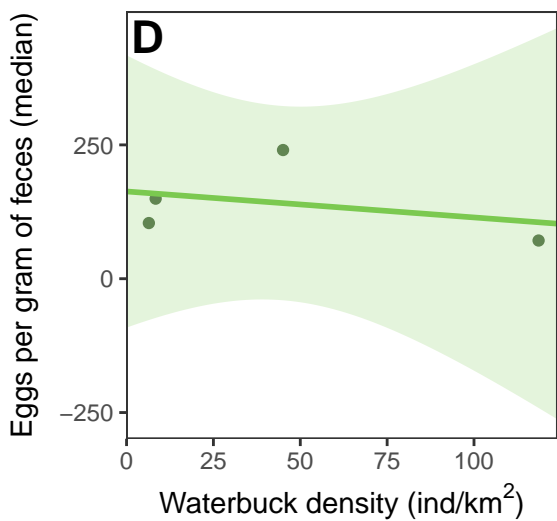 D
Eggs per gram of feces (median)
250
0
−250
0 25 50 75 100
Waterbuck density (ind/km²)